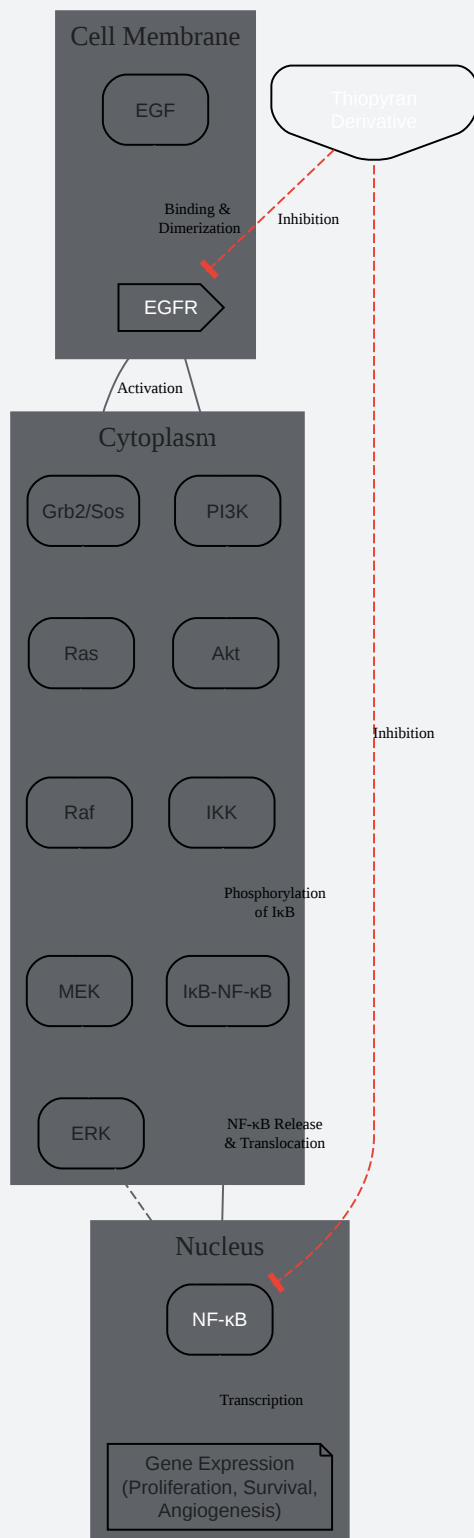 Cell Membrane
EGF
Thiopyran
Derivative
Binding &
Dimerization
Inhibition
EGFR
Activation
Cytoplasm
Grb2/Sos
PI3K
Ras
Akt
Inhibition
Raf
IKK
Phosphorylation
of IκB
MEK
IκB-NF-κB
ERK
NF-κB Release
& Translocation
Nucleus
NF-κB
Transcription
Gene Expression
(Proliferation, Survival,
Angiogenesis)